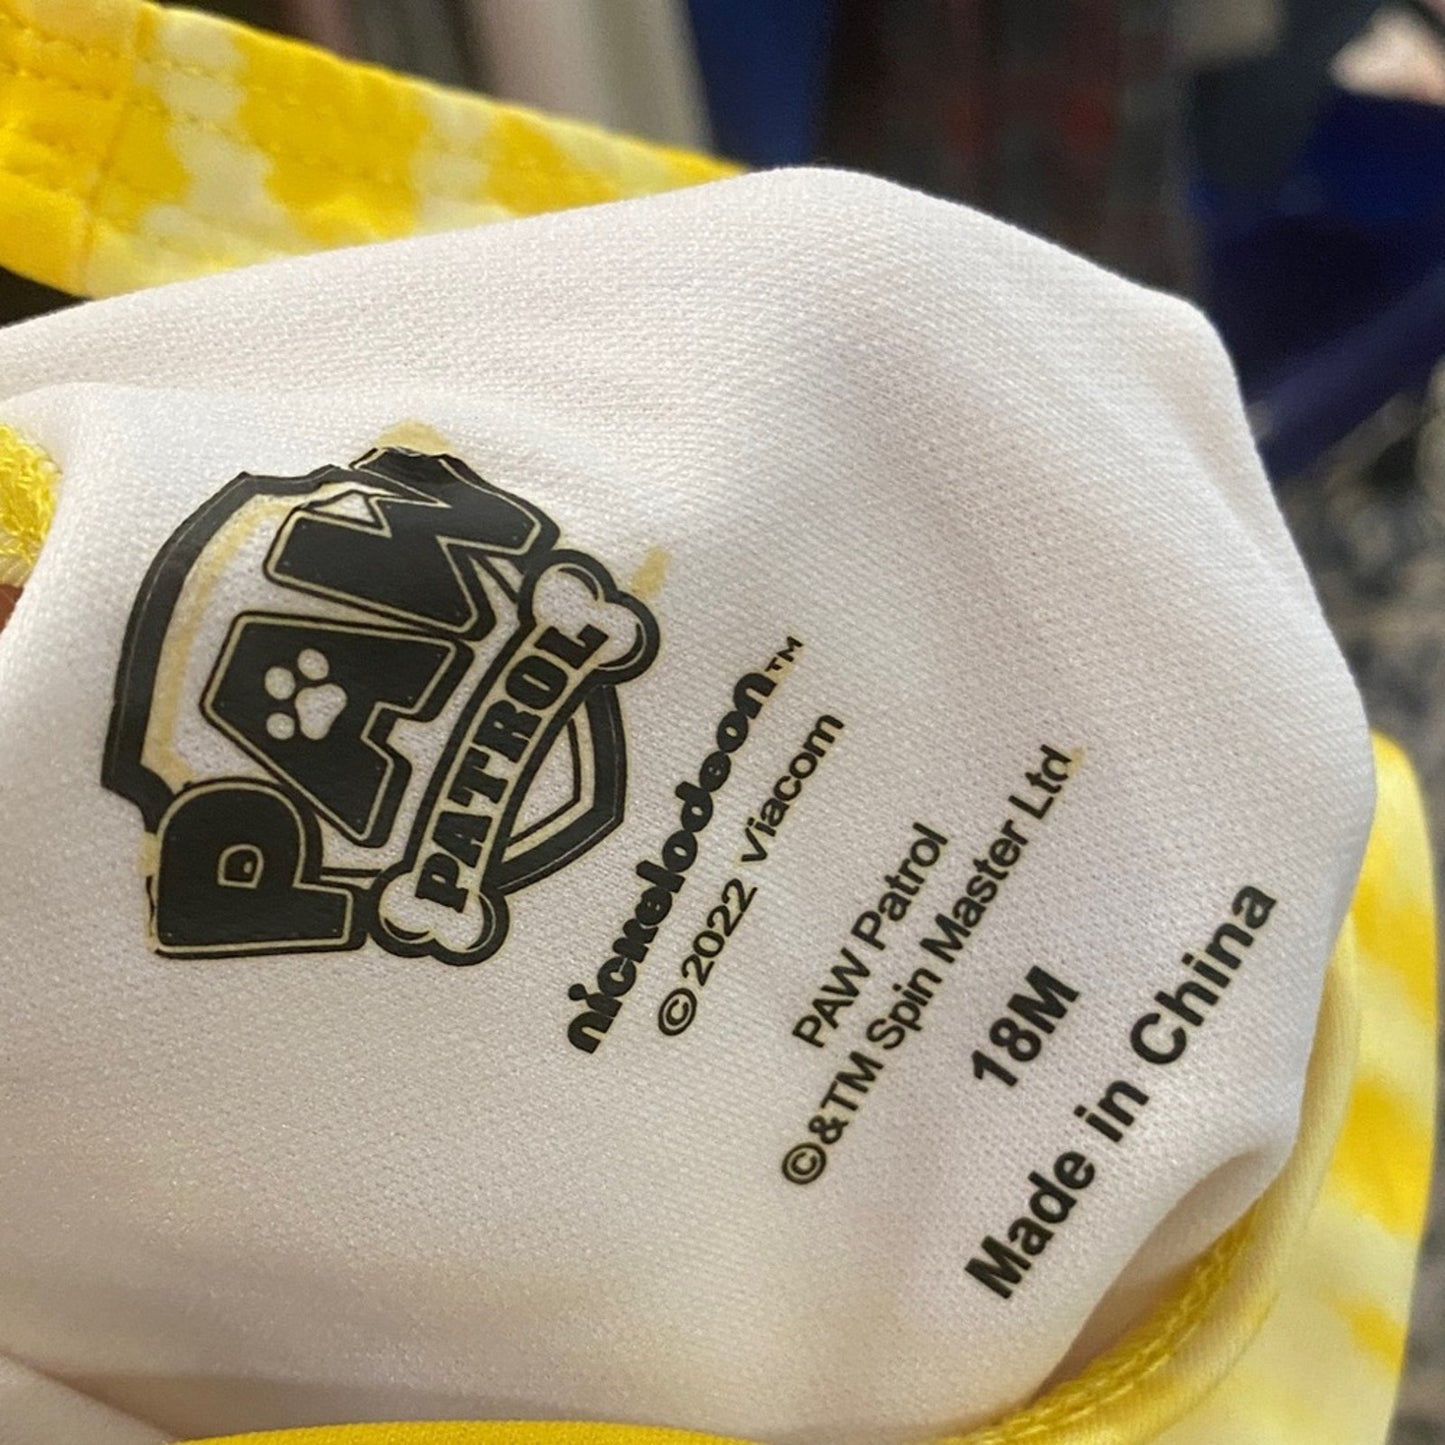 PAW
PATROL
nickelodeon™
©2022 Viacom
PAW Patrol
©&TM Spin Master Ltd.
18M
Made in China